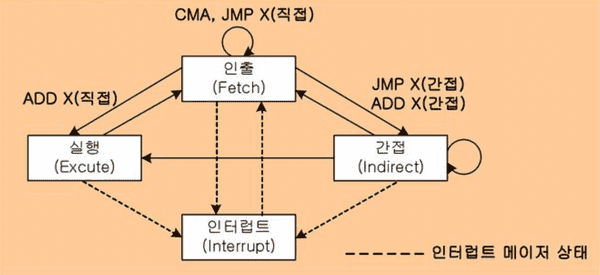 CMA, JMP X(직접)
인출
(Fetch)
ADD X(직접)
JMP X(간접)
ADD X(간접)
실행
(Excute)
간접
(Indirect)
인터럽트
(Interrupt)
인터럽트 메이저 상태